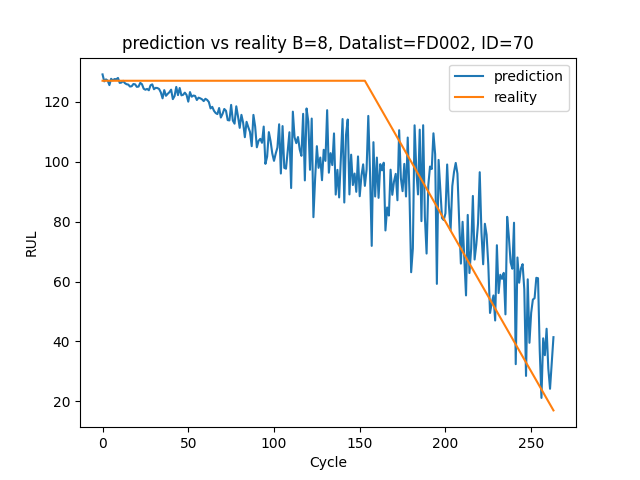 prediction vs reality B=8, Datalist=FD002, ID=70
prediction
reality
RUL
120
100
80
60
40
20
0 50 100 150 200 250
Cycle